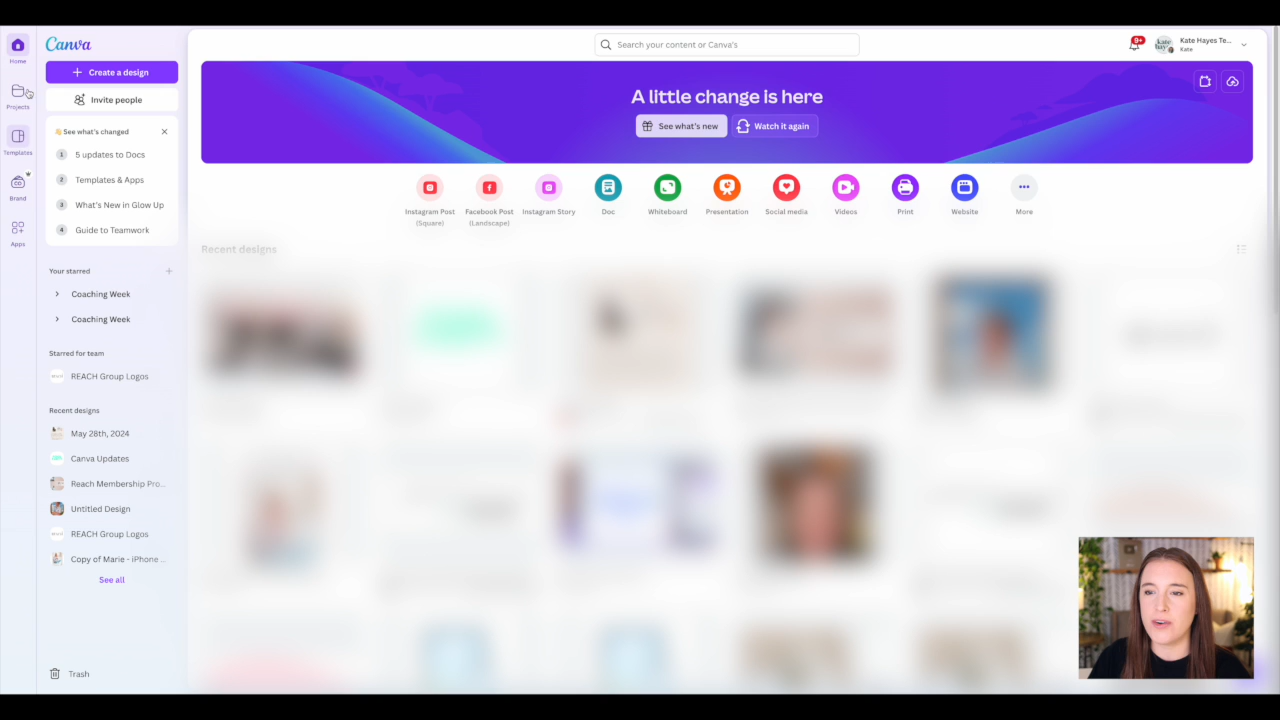 Canva
Search your content or Canva's
9+
Kate Hayes Te...
Kate
Home
Projects
Templates
Brand
Apps
Create a design
Invite people
See what's changed
1 5 updates to Docs
2 Templates & Apps
3 What's New in Glow Up
4 Guide to Teamwork
Your starred
Coaching Week
Coaching Week
Starred for team
REACH Group Logos
Recent designs
May 28th, 2024
Canva Updates
Reach Membership Pro...
Untitled Design
REACH Group Logos
Copy of Marie - iPhone ...
See all
Trash
A little change is here
See what's new
Watch it again
Instagram Post
(Square)
Facebook Post
(Landscape)
Instagram Story
Doc
Whiteboard
Presentation
Social media
Videos
Print
Website
More
Recent designs